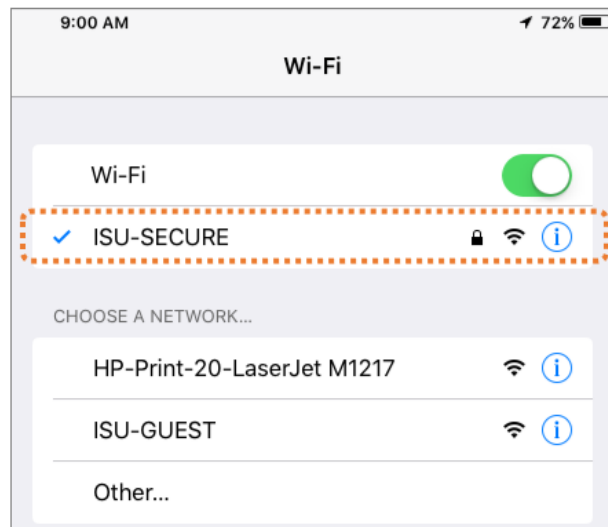 9:00 AM 72%
Wi-Fi
Wi-Fi
ISU-SECURE
CHOOSE A NETWORK...
HP-Print-20-LaserJet M1217
ISU-GUEST
Other...